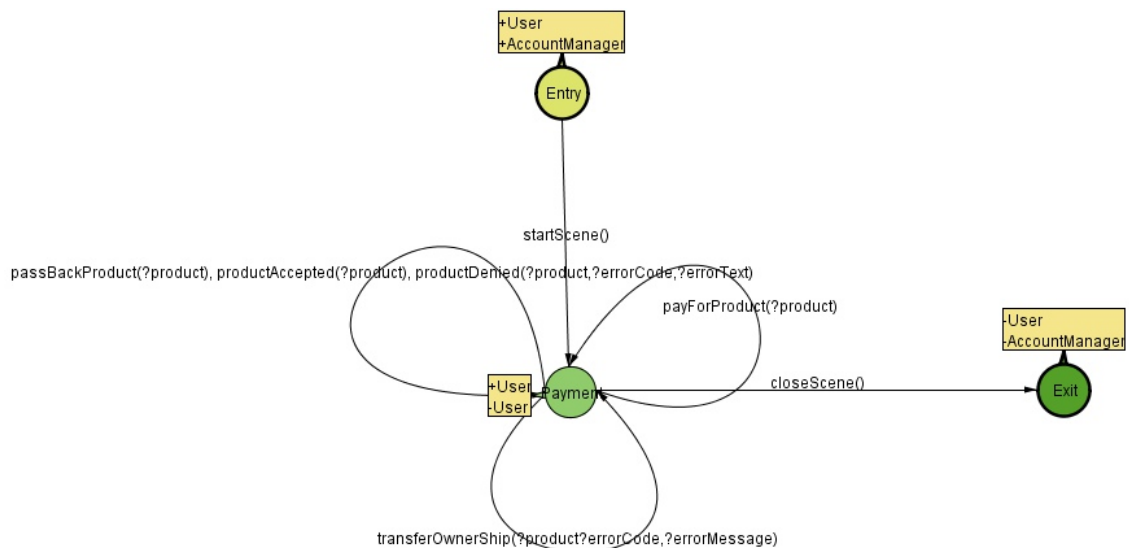 +User
+AccountManager
Entry
startScene()
passBackProduct(?product), productAccepted(?product), productDenied(?product,?errorCode,?errorText)
payForProduct(?product)
-User
-AccountManager
+User
-User
Payment
closeScene()
Exit
transferOwnerShip(?product?errorCode,?errorMessage)